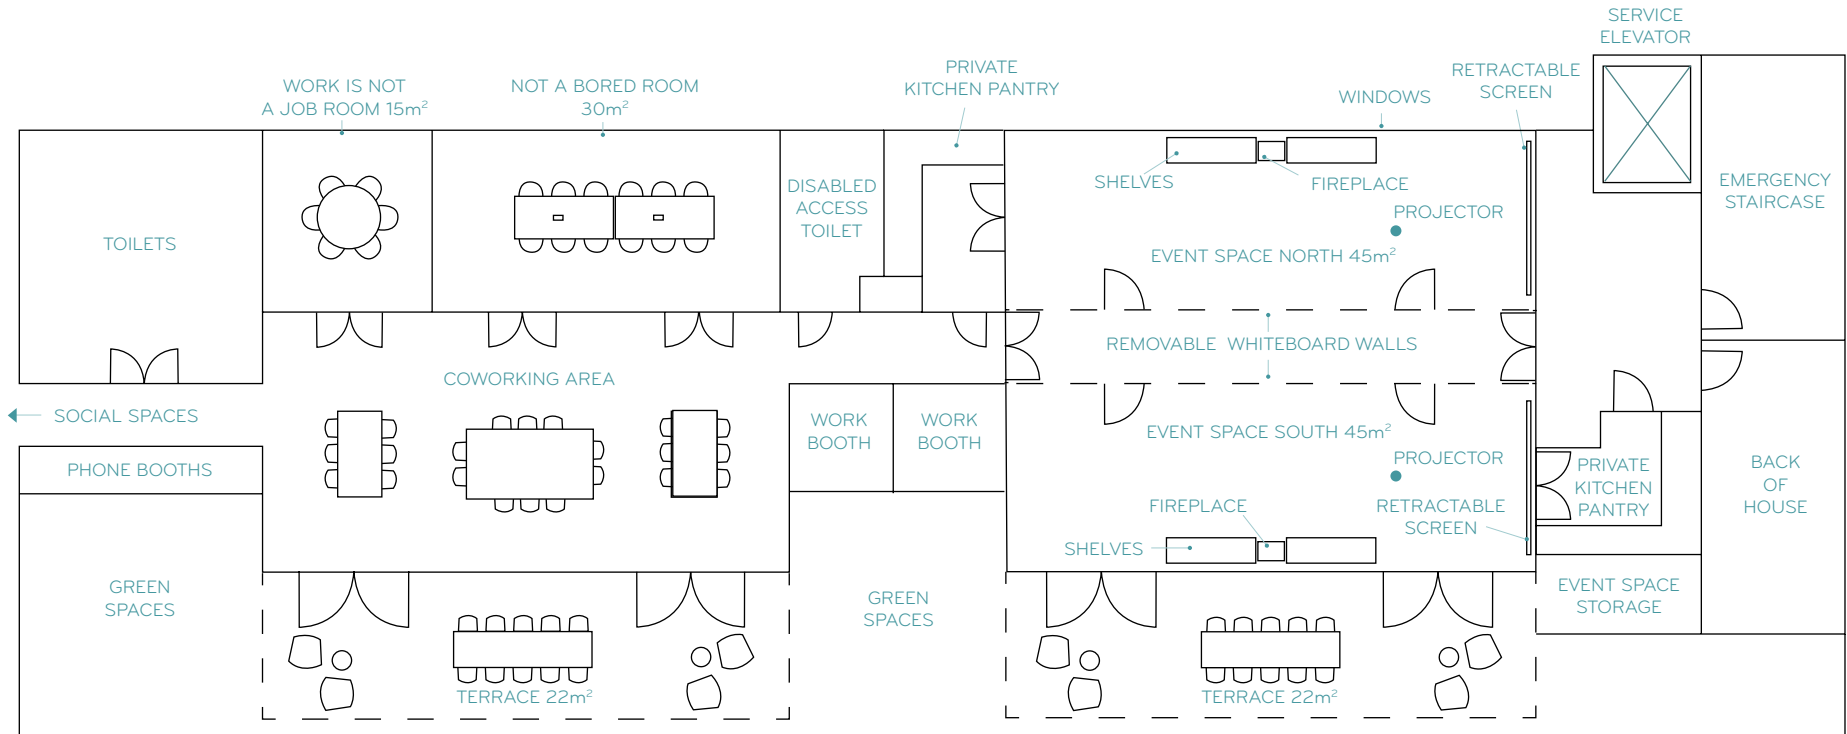 SERVICE
ELEVATOR
WORK IS NOT
A JOB ROOM 15m²
NOT A BORED ROOM
30m²
PRIVATE
KITCHEN PANTRY
WINDOWS
RETRACTABLE
SCREEN
TOILETS
DISABLED
ACCESS
TOILET
SHELVES
FIREPLACE
PROJECTOR
EVENT SPACE NORTH 45m²
EMERGENCY
STAIRCASE
REMOVABLE WHITEBOARD WALLS
COWORKING AREA
SOCIAL SPACES
PHONE BOOTHS
WORK
BOOTH
WORK
BOOTH
EVENT SPACE SOUTH 45m²
PROJECTOR
FIREPLACE
SHELVES
RETRACTABLE
SCREEN
PRIVATE
KITCHEN
PANTRY
BACK
OF
HOUSE
GREEN
SPACES
GREEN
SPACES
EVENT SPACE
STORAGE
TERRACE 22m²
TERRACE 22m²